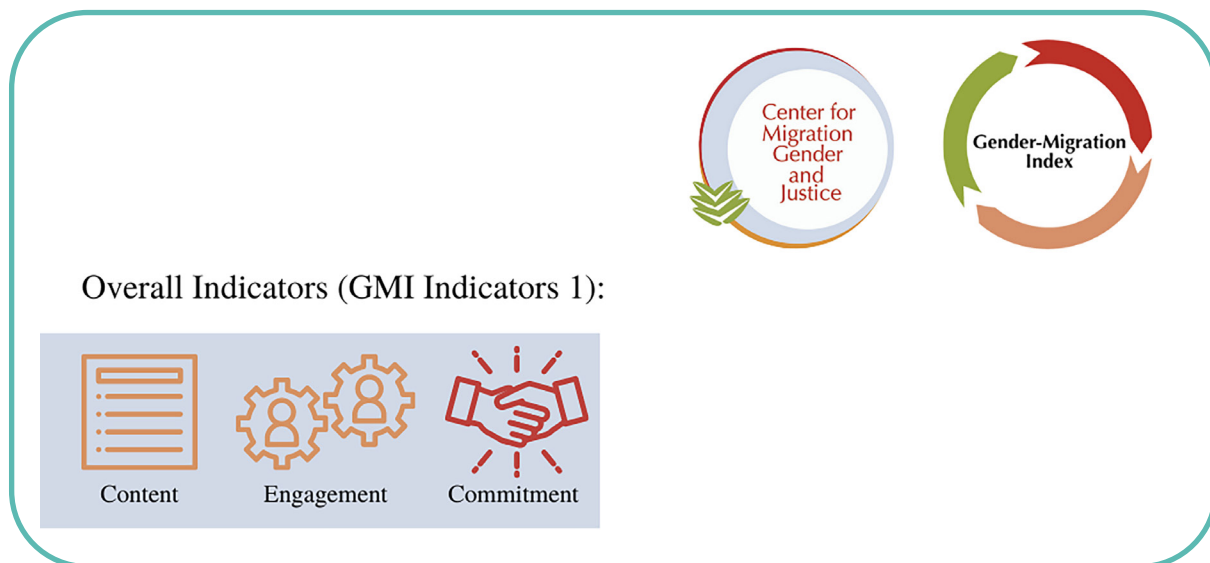 Center for
Migration
Gender
and
Justice
Gender-Migration
Index
Overall Indicators (GMI Indicators 1):
Content
Engagement
Commitment